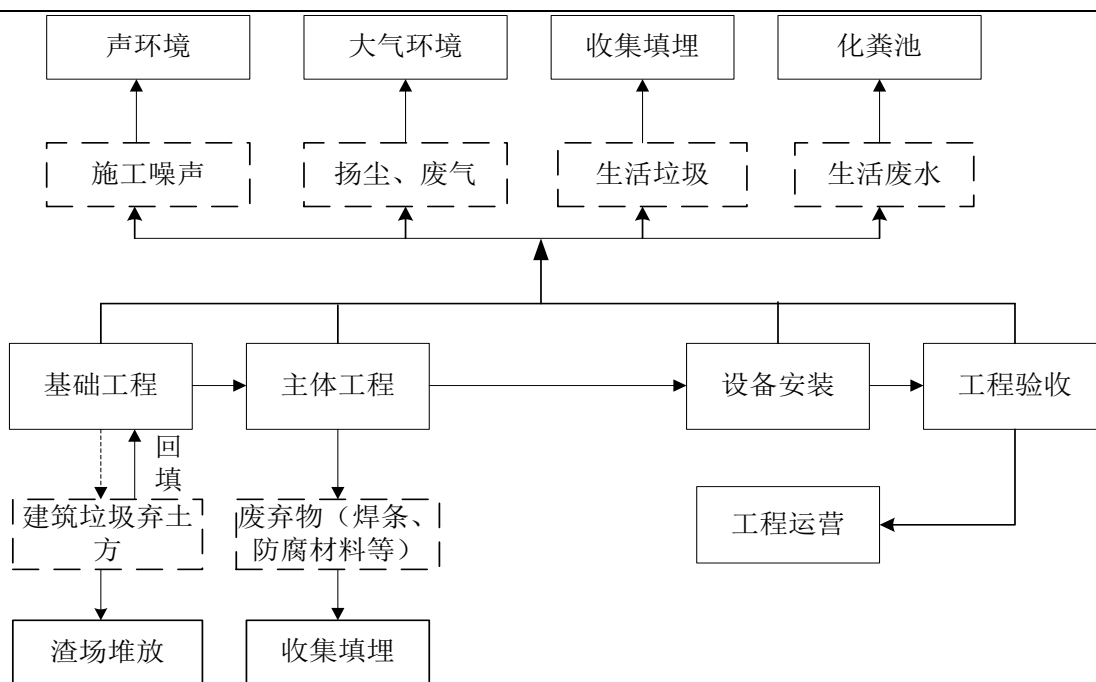 声环境
大气环境
收集填埋
化粪池
施工噪声
扬尘、废气
生活垃圾
生活废水
基础工程
主体工程
设备安装
工程验收
回
填
建筑垃圾弃土
方
废弃物（焊条、
防腐材料等）
工程运营
渣场堆放
收集填埋